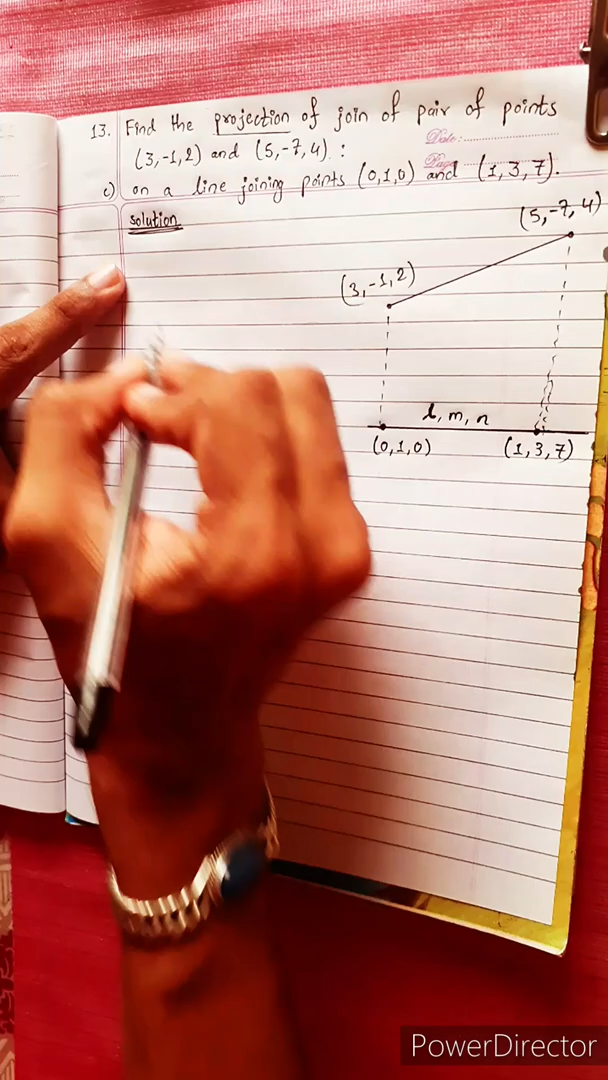 13. Find the projection of join of pair of points
Date:
(3,-1,2) and (5,-7,4) :
Page
c) on a line joining points (0,1,0) and (1,3,7).
solution
(5,-7,4)
(3,-1,2)
l, m, n
(0,1,0) (1,3,7)
PowerDirector